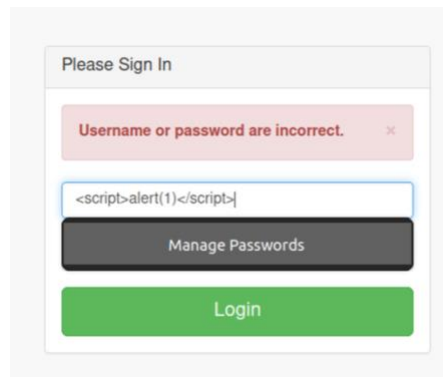 Please Sign In
Username or password are incorrect. ×
<script>alert(1)</script>
Manage Passwords
Login